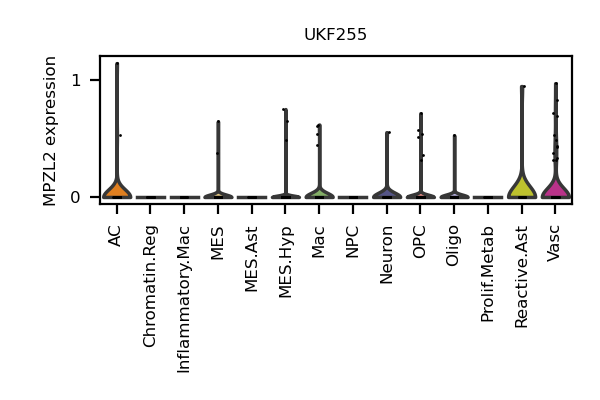 UKF255
MPZL2 expression
1
0
AC
Chromatin.Reg
Inflammatory.Mac
MES
MES.Ast
MES.Hyp
Mac
NPC
Neuron
OPC
Oligo
Prolif.Metab
Reactive.Ast
Vasc